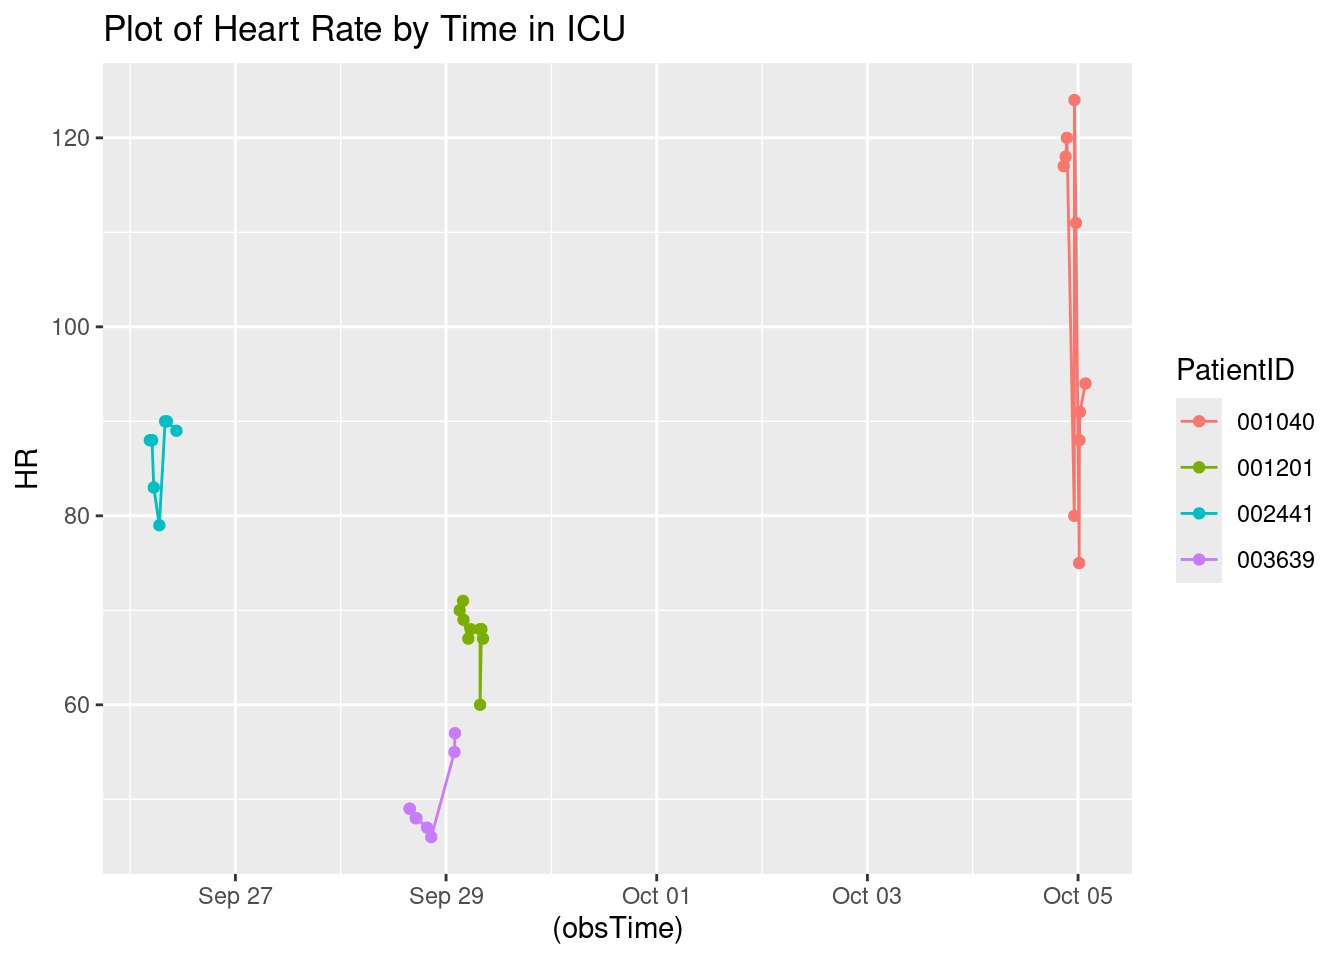 Plot of Heart Rate by Time in ICU
120
100
80
60
HR
Sep 27
Sep 29
Oct 01
Oct 03
Oct 05
(obsTime)
PatientID
001040
001201
002441
003639